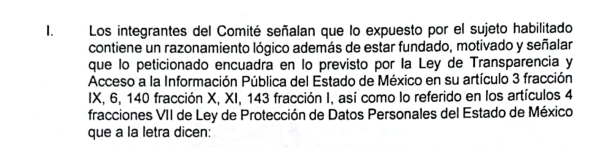 I. Los integrantes del Comité señalan que lo expuesto por el sujeto habilitado
contiene un razonamiento lógico además de estar fundado, motivado y señalar
que lo peticionado encuadra en lo previsto por la Ley de Transparencia y
Acceso a la Información Pública del Estado de México en su artículo 3 fracción
IX, 6, 140 fracción X, XI, 143 fracción I, así como lo referido en los artículos 4
fracciones VII de Ley de Protección de Datos Personales del Estado de México
que a la letra dicen: